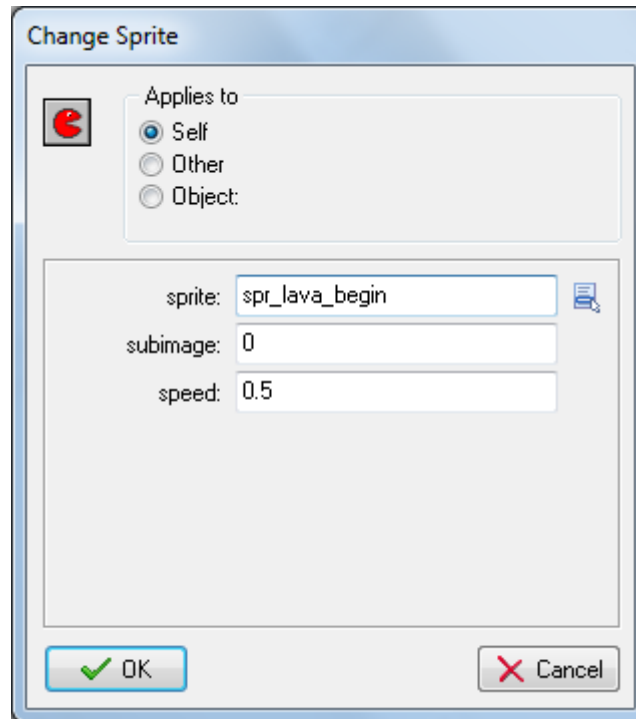 Change Sprite
Applies to
Self
Other
Object:
sprite: spr_lava_begin
subimage: 0
speed: 0.5
OK Cancel